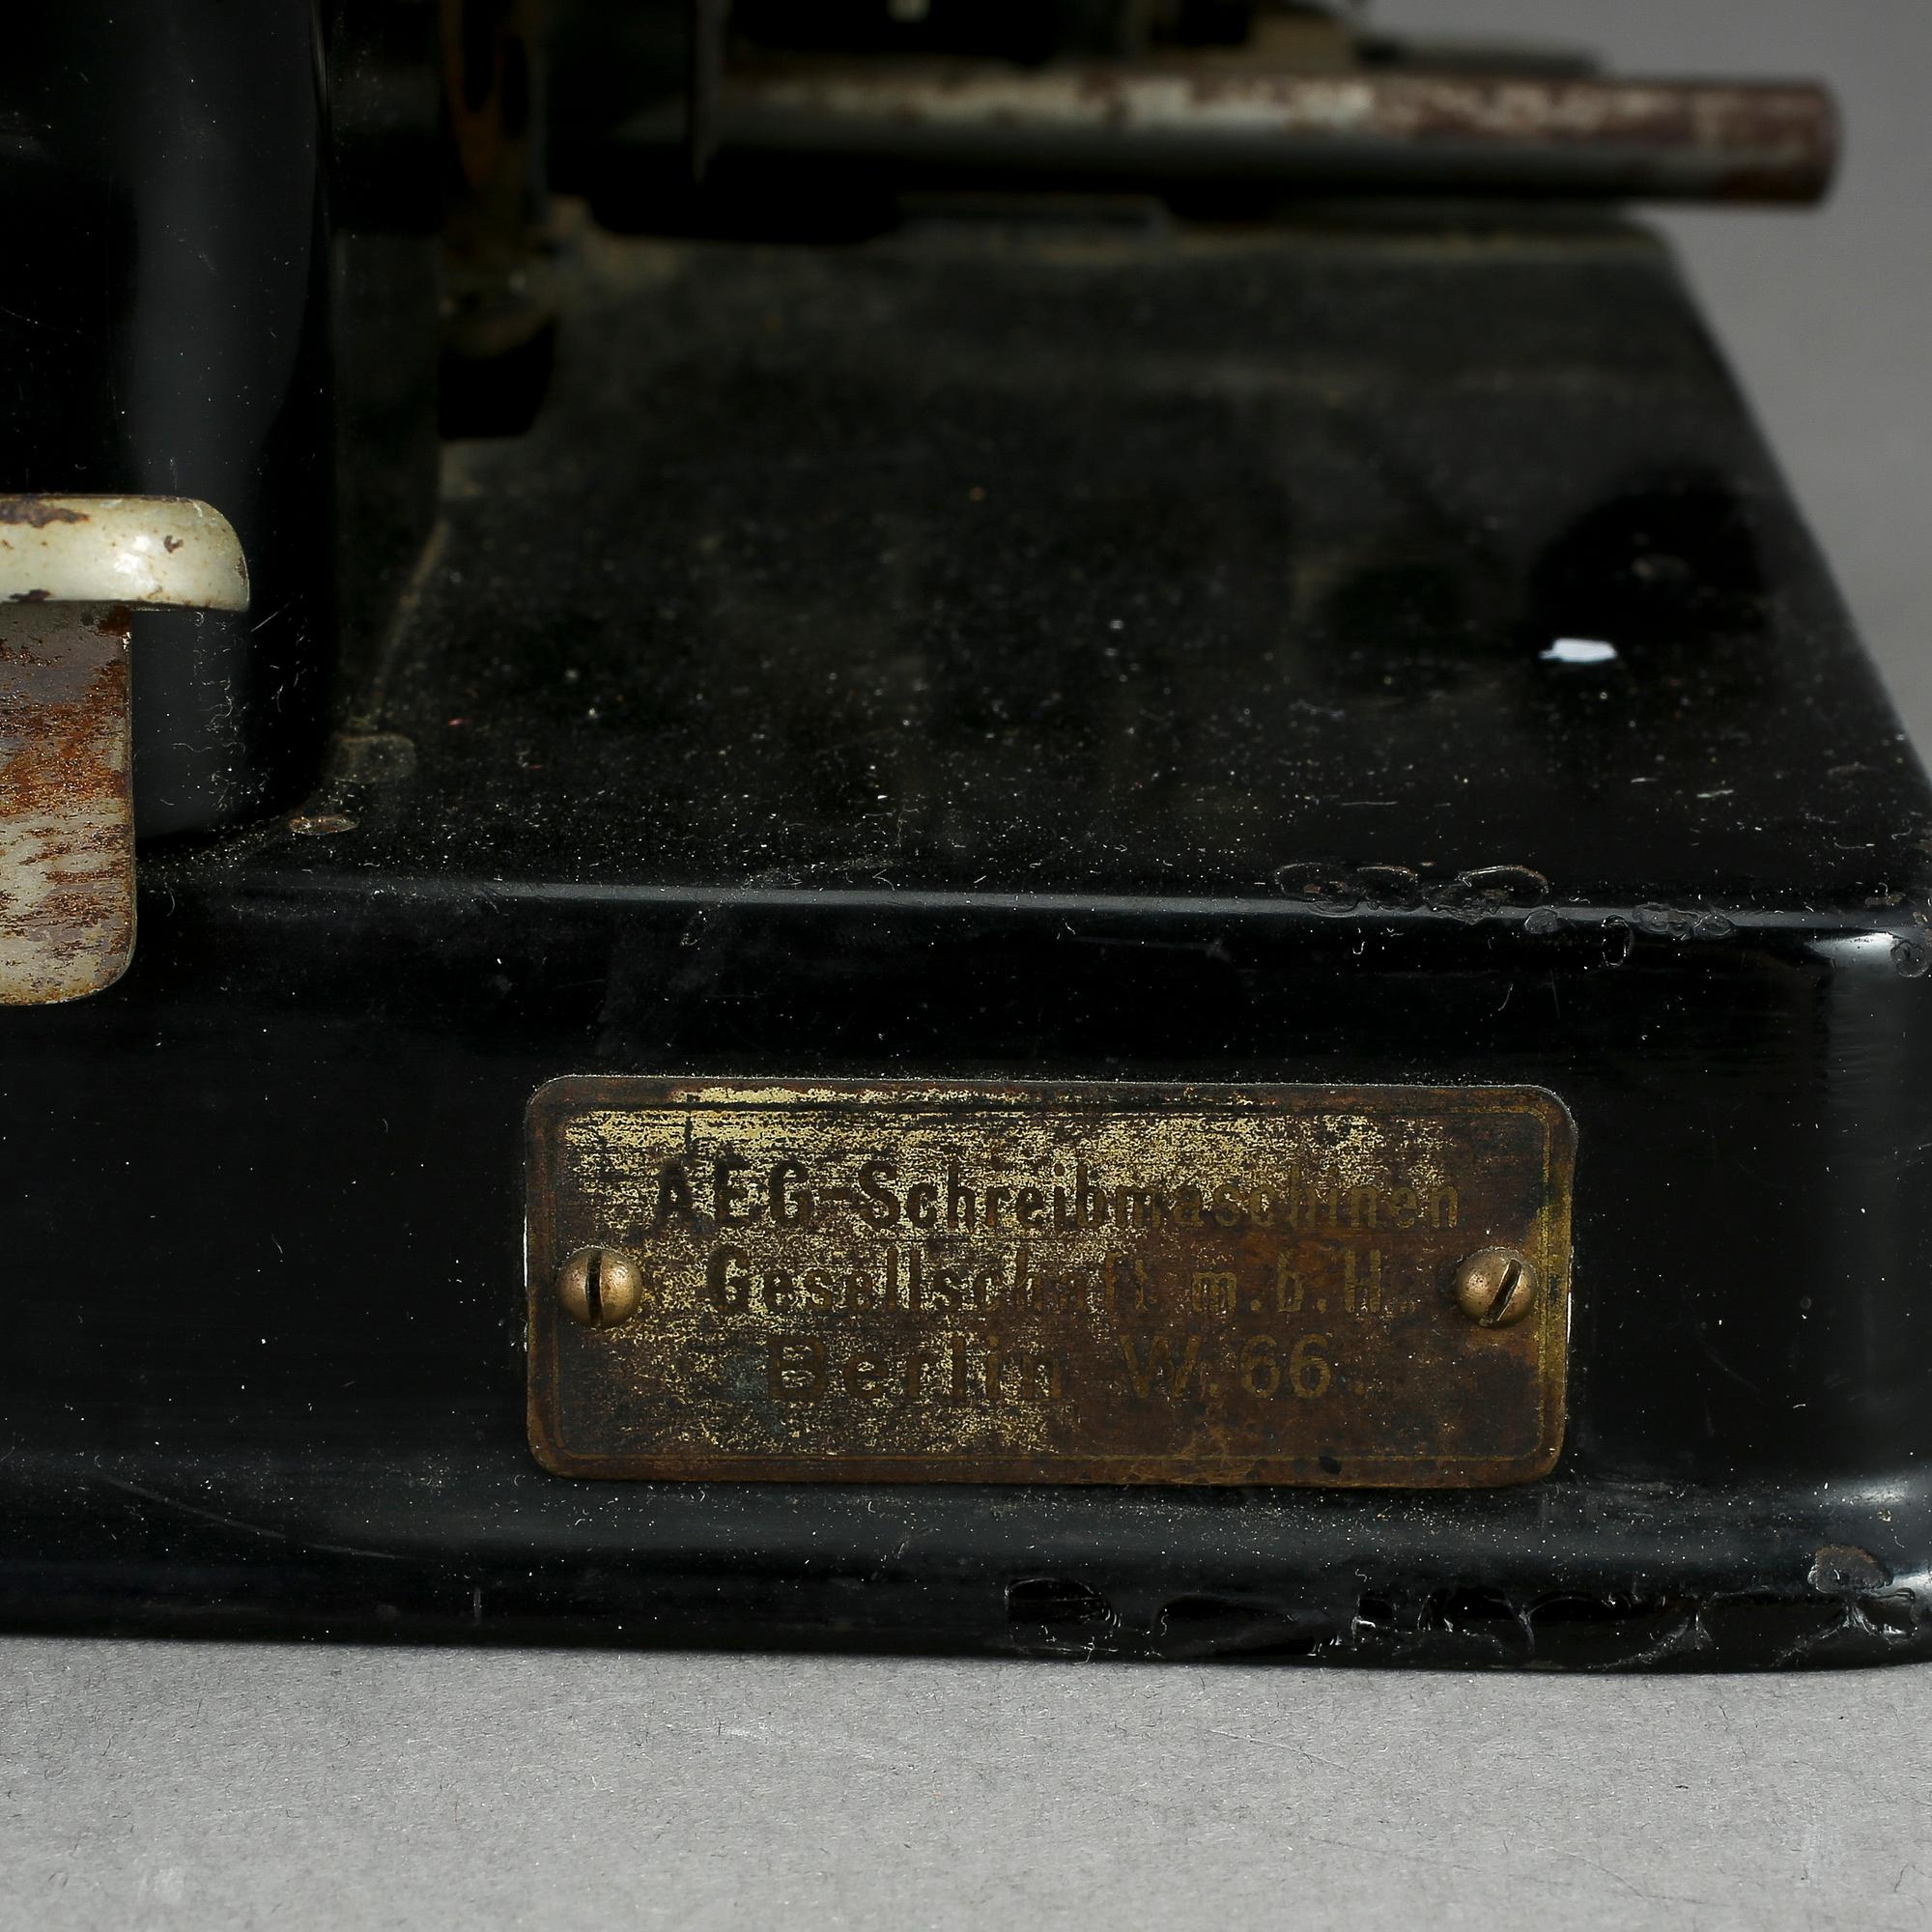 AEG-Schreibmaschinen
Gesellschaft m.b.H.
Berlin W.66.